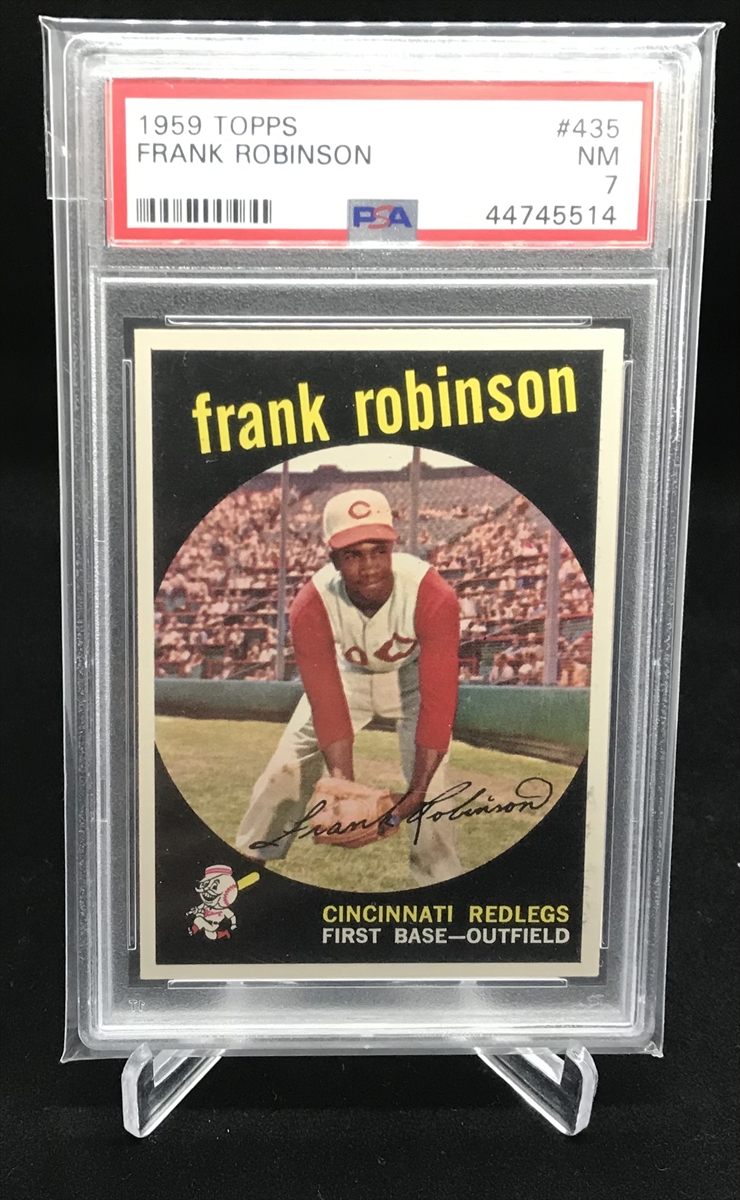 1959 TOPPS #435
FRANK ROBINSON NM
7
PSA 44745514
frank robinson
C
Frank Robinson
CINCINNATI REDLEGS
FIRST BASE—OUTFIELD